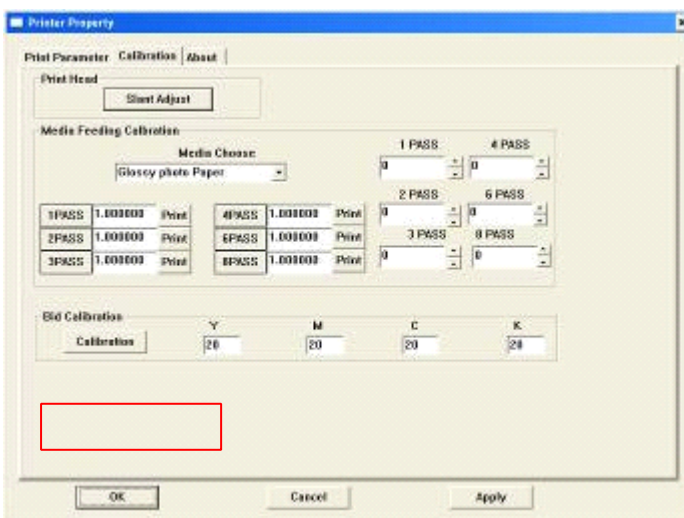 Printer Property
Print Parameter Calibration About
Print Head
Slant Adjust
Media Feeding Calbration
Media Choose
Glossy photo Paper
1 PASS 4 PASS
0 0
2 PASS 6 PASS
0 0
3 PASS 8 PASS
0 0
1PASS 1.000000 Print 4PASS 1.000000 Print
2PASS 1.000000 Print 6PASS 1.000000 Print
3PASS 1.000000 Print 8PASS 1.000000 Print
Bid Calibration
Y M C K
Calibration 20 20 20 20
OK Cancel Apply